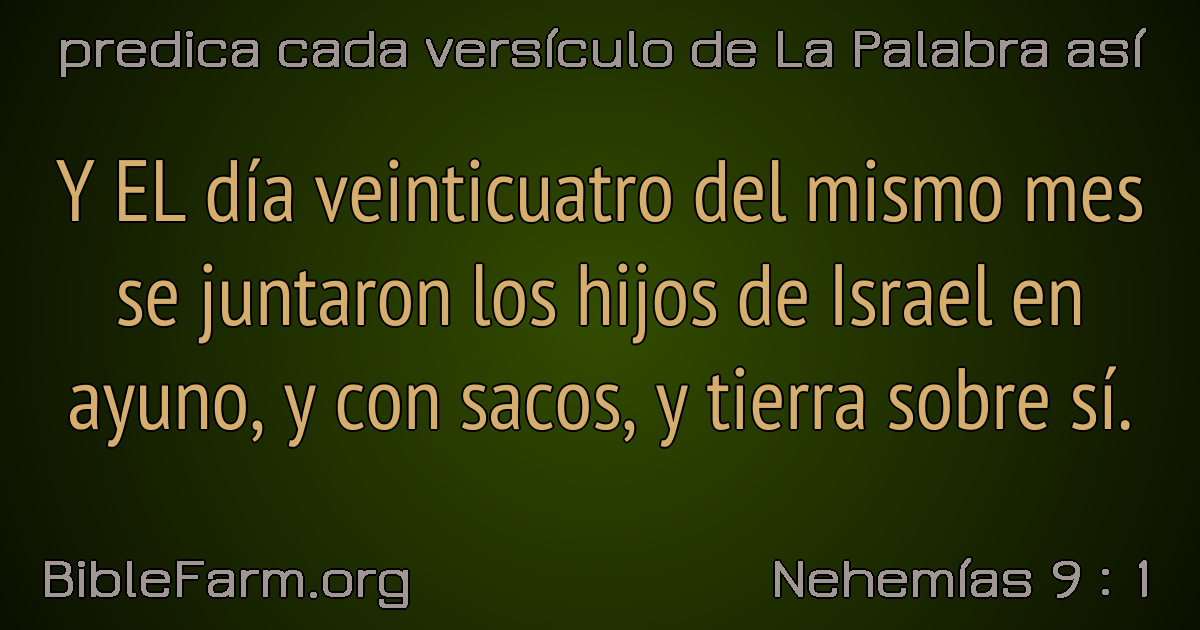 predica cada versículo de La Palabra así
Y EL día veinticuatro del mismo mes
se juntaron los hijos de Israel en
ayuno, y con sacos, y tierra sobre sí.
BibleFarm.org
Nehemías 9 : 1